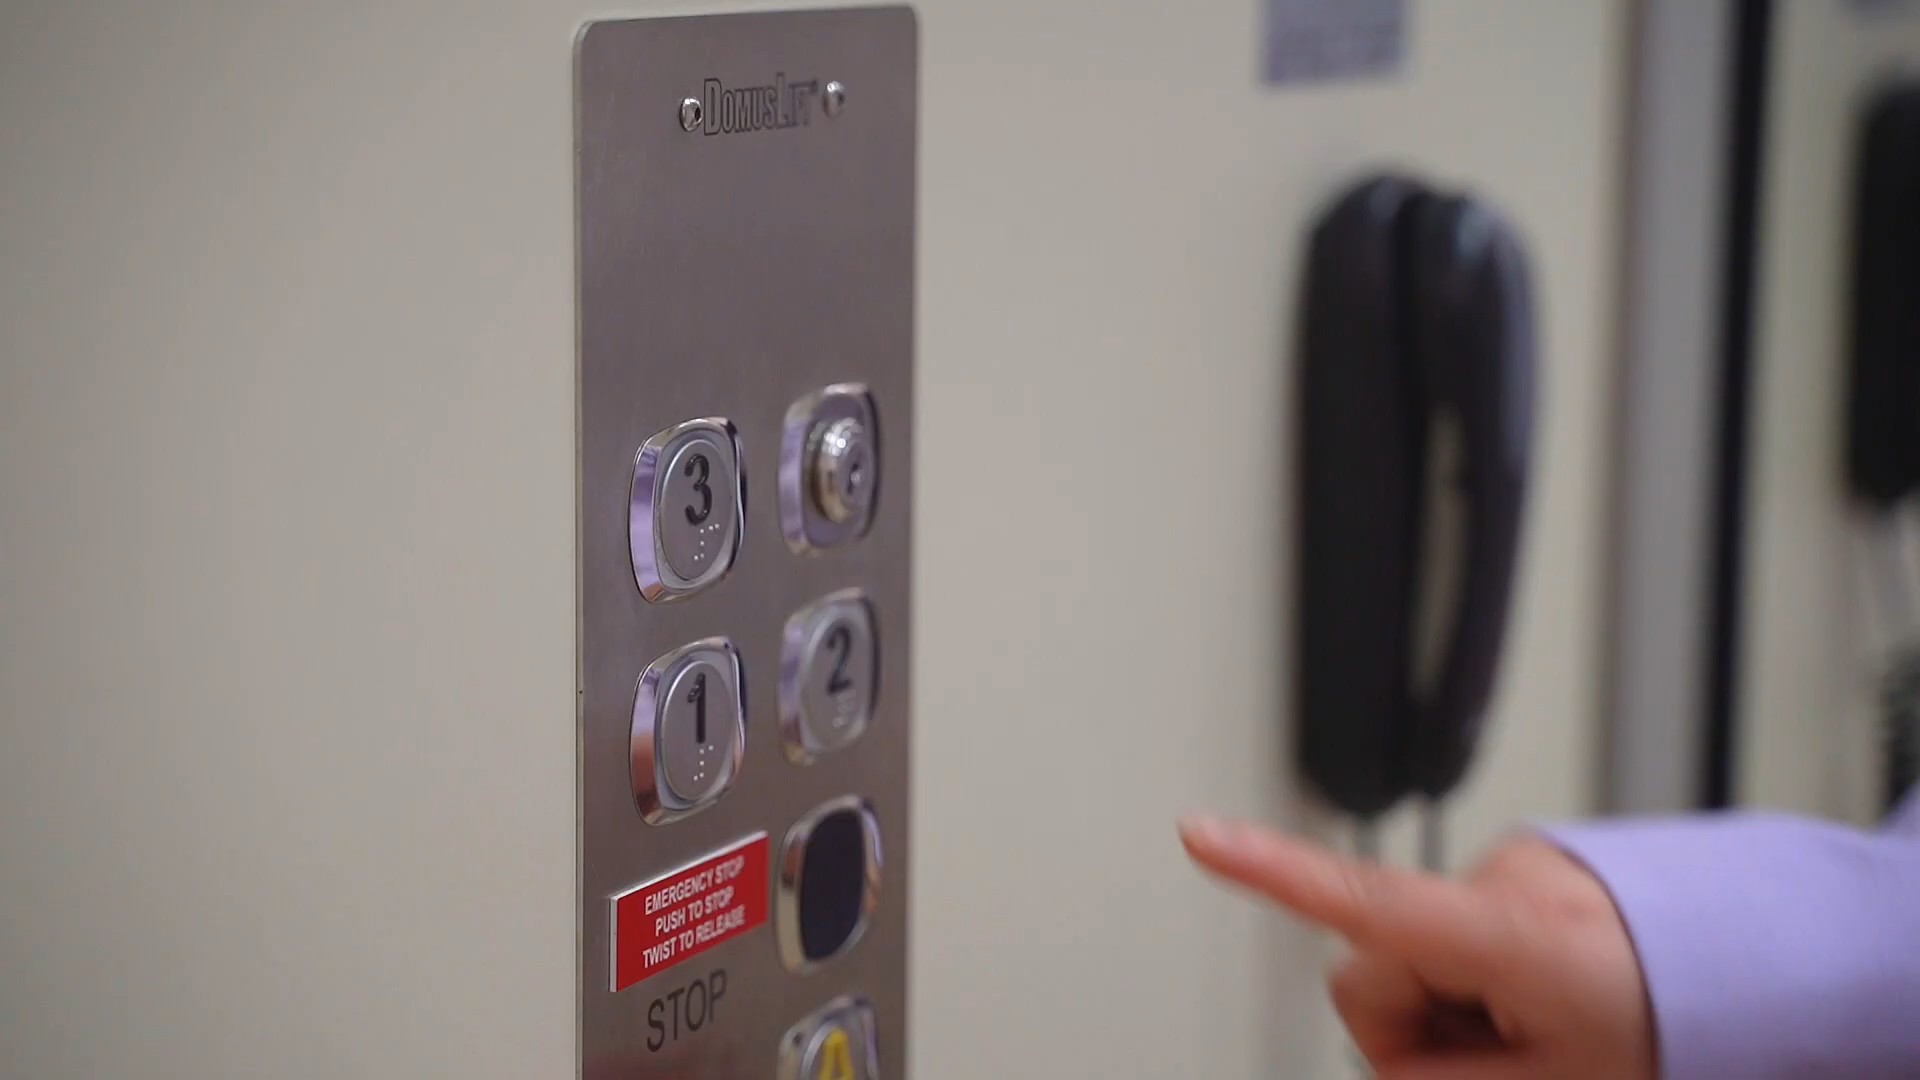 DOMUSLIFT
3
1
2
EMERGENCY STOP
PUSH TO STOP
TWIST TO RELEASE
STOP